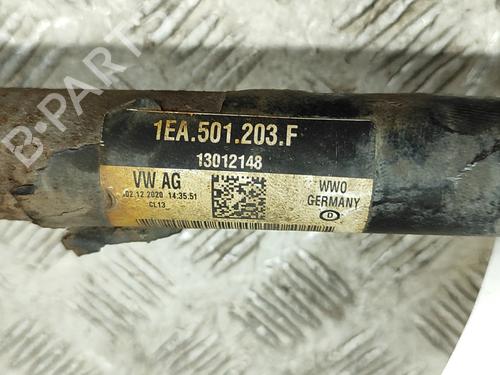 1EA.501.203.F
13012148
VW AG
02.12.2020 14:35:51
CL13
WWO
GERMANY
D
B-PARTS